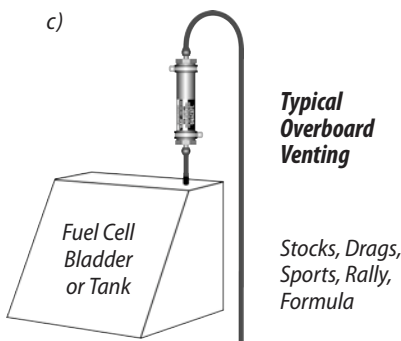 c)
Typical
Overboard
Venting
Fuel Cell
Bladder
or Tank
Stocks, Drags,
Sports, Rally,
Formula